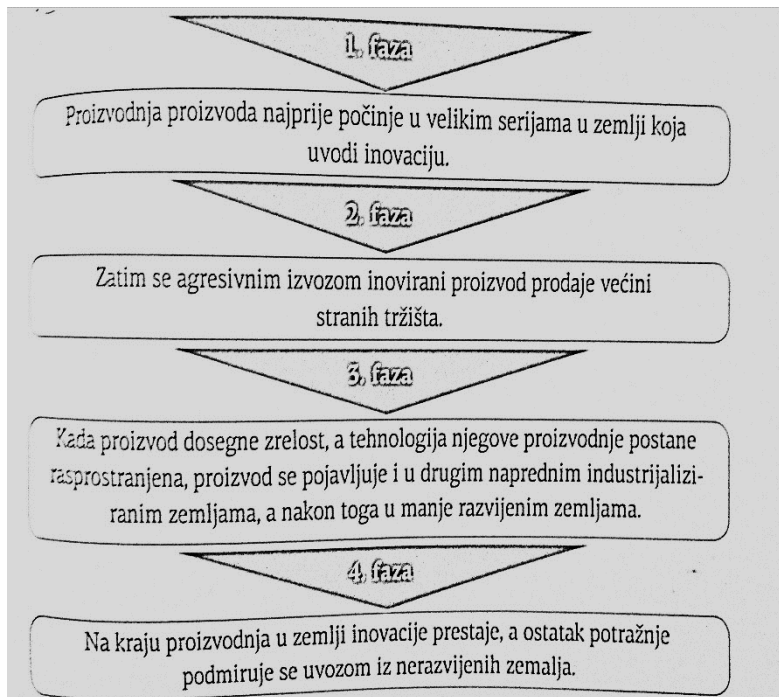 1. faza
Proizvodnja proizvoda najprije počinje u velikim serijama u zemlji koja
uvodi inovaciju.
2. faza
Zatim se agresivnim izvozom inovirani proizvod prodaje većini
stranih tržišta.
3. faza
Kada proizvod dosegne zrelost, a tehnologija njegove proizvodnje postane
rasprostranjena, proizvod se pojavljuje i u drugim naprednim industrijalizi-
ranim zemljama, a nakon toga u manje razvijenim zemljama.
4. faza
Na kraju proizvodnja u zemlji inovacije prestaje, a ostatak potražnje
podmiruje se uvozom iz nerazvijenih zemalja.